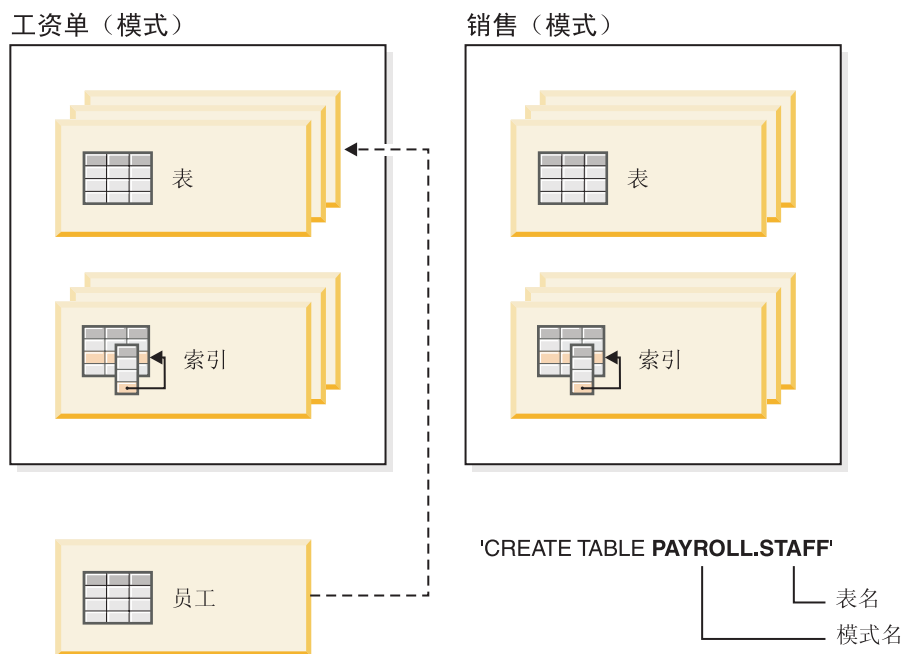 工资单（模式）
销售（模式）
表
表
索引
索引
'CREATE TABLE PAYROLL.STAFF'
员工
表名
模式名